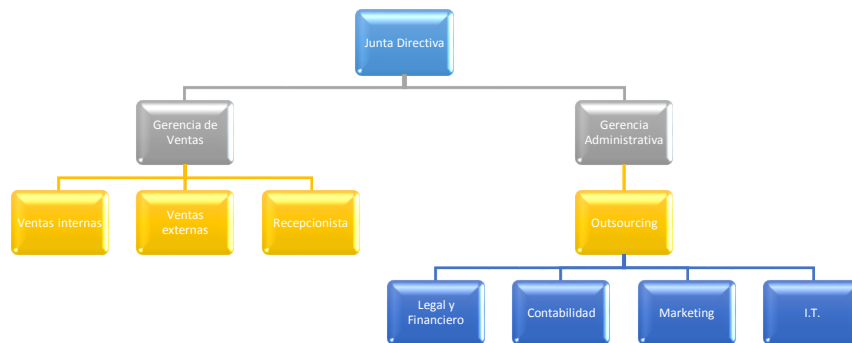 Junta Directiva
Gerencia de
Ventas
Gerencia
Administrativa
Ventas internas
Ventas
externas
Recepcionista
Outsourcing
Legal y
Financiero
Contabilidad
Marketing
I.T.